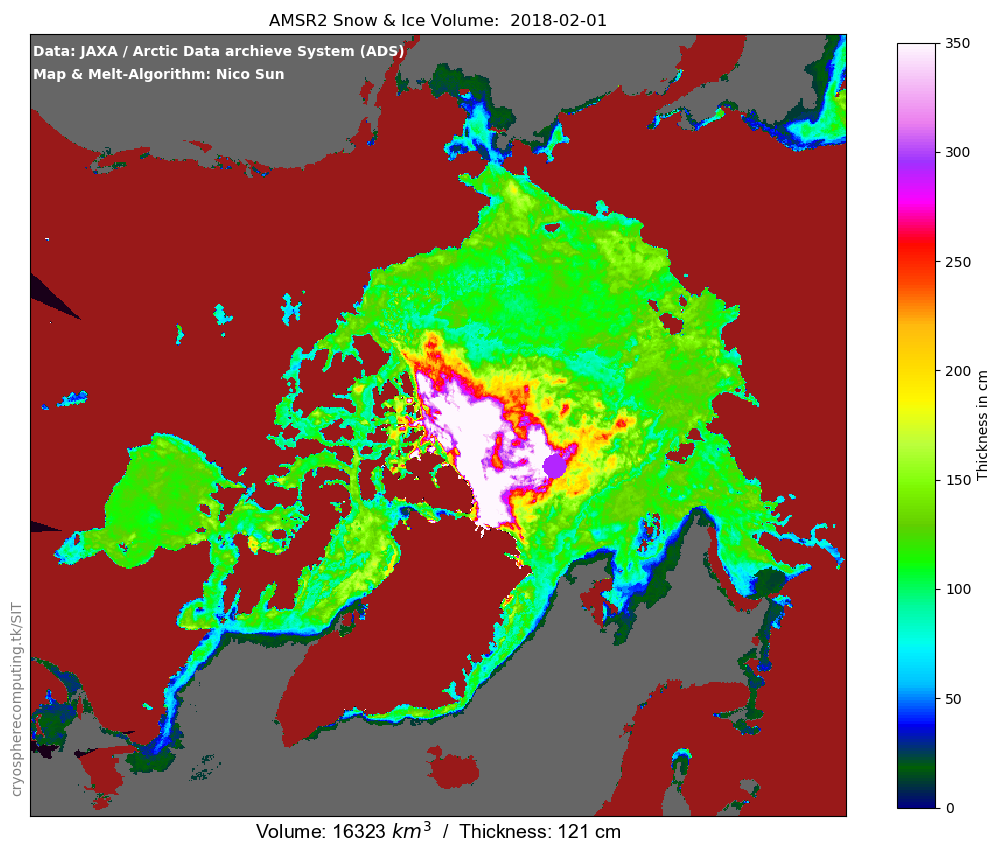 AMSR2 Snow & Ice Volume:  2018-02-01
Data: JAXA / Arctic Data archieve System (ADS)
Map & Melt-Algorithm: Nico Sun
350
300
250
200
150
100
50
0
Thickness in cm
cryospherecomputing.tk/SIT
Volume: 16323 km³  /  Thickness: 121 cm